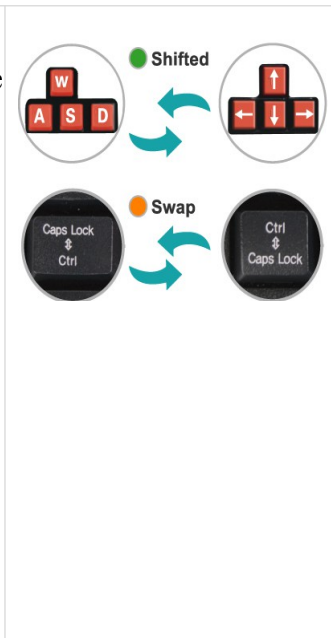 e
Shifted
W
A S D
↑
← ↓ →
Swap
Caps Lock
⇕
Ctrl
Ctrl
⇕
Caps Lock